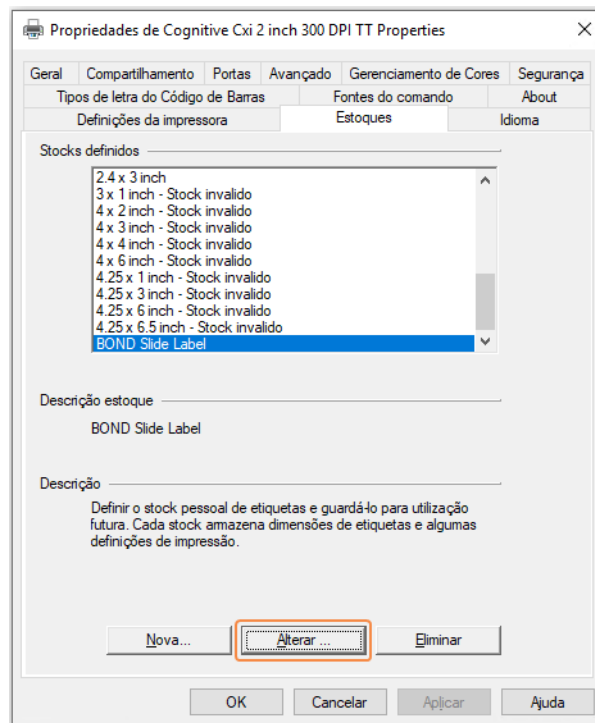 Propriedades de Cognitive Cxi 2 inch 300 DPI TT Properties
Geral Compartilhamento Portas Avançado Gerenciamento de Cores Segurança
Tipos de letra do Código de Barras Fontes do comando About
Definições da impressora Estoques Idioma
Stocks definidos
2.4 x 3 inch
3 x 1 inch - Stock invalido
4 x 2 inch - Stock invalido
4 x 3 inch - Stock invalido
4 x 4 inch - Stock invalido
4 x 6 inch - Stock invalido
4.25 x 1 inch - Stock invalido
4.25 x 3 inch - Stock invalido
4.25 x 6 inch - Stock invalido
4.25 x 6.5 inch - Stock invalido
BOND Slide Label
Descrição estoque
BOND Slide Label
Descrição
Definir o stock pessoal de etiquetas e guardá-lo para utilização
futura. Cada stock armazena dimensões de etiquetas e algumas
definições de impressão.
Nova... Alterar ... Eliminar
OK Cancelar Aplicar Ajuda